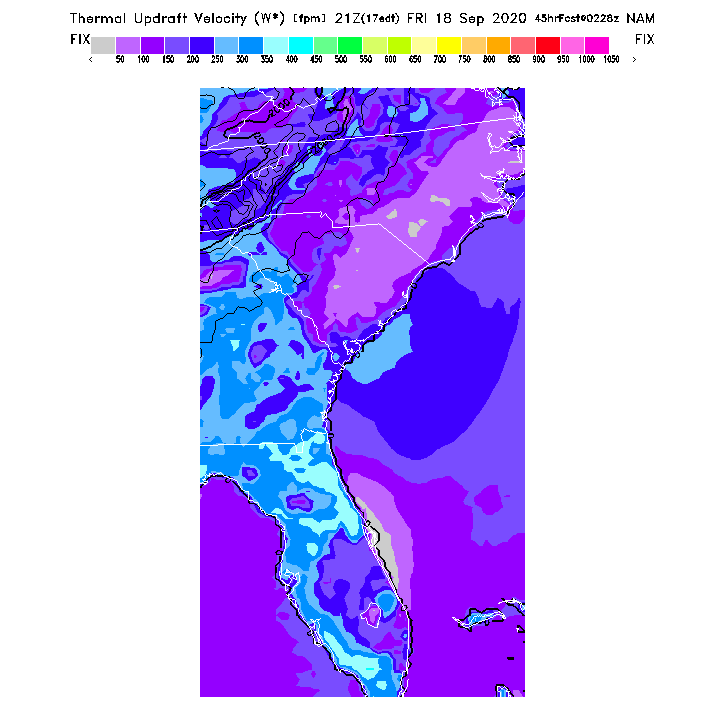 Thermal Updraft Velocity (W*) [fpm] 21Z(17edt) FRI 18 Sep 2020 45hrFcst@0228z NAM
FIX FIX
< 50 100 150 200 250 300 350 400 450 500 550 600 650 700 750 800 850 900 950 1000 1050 >